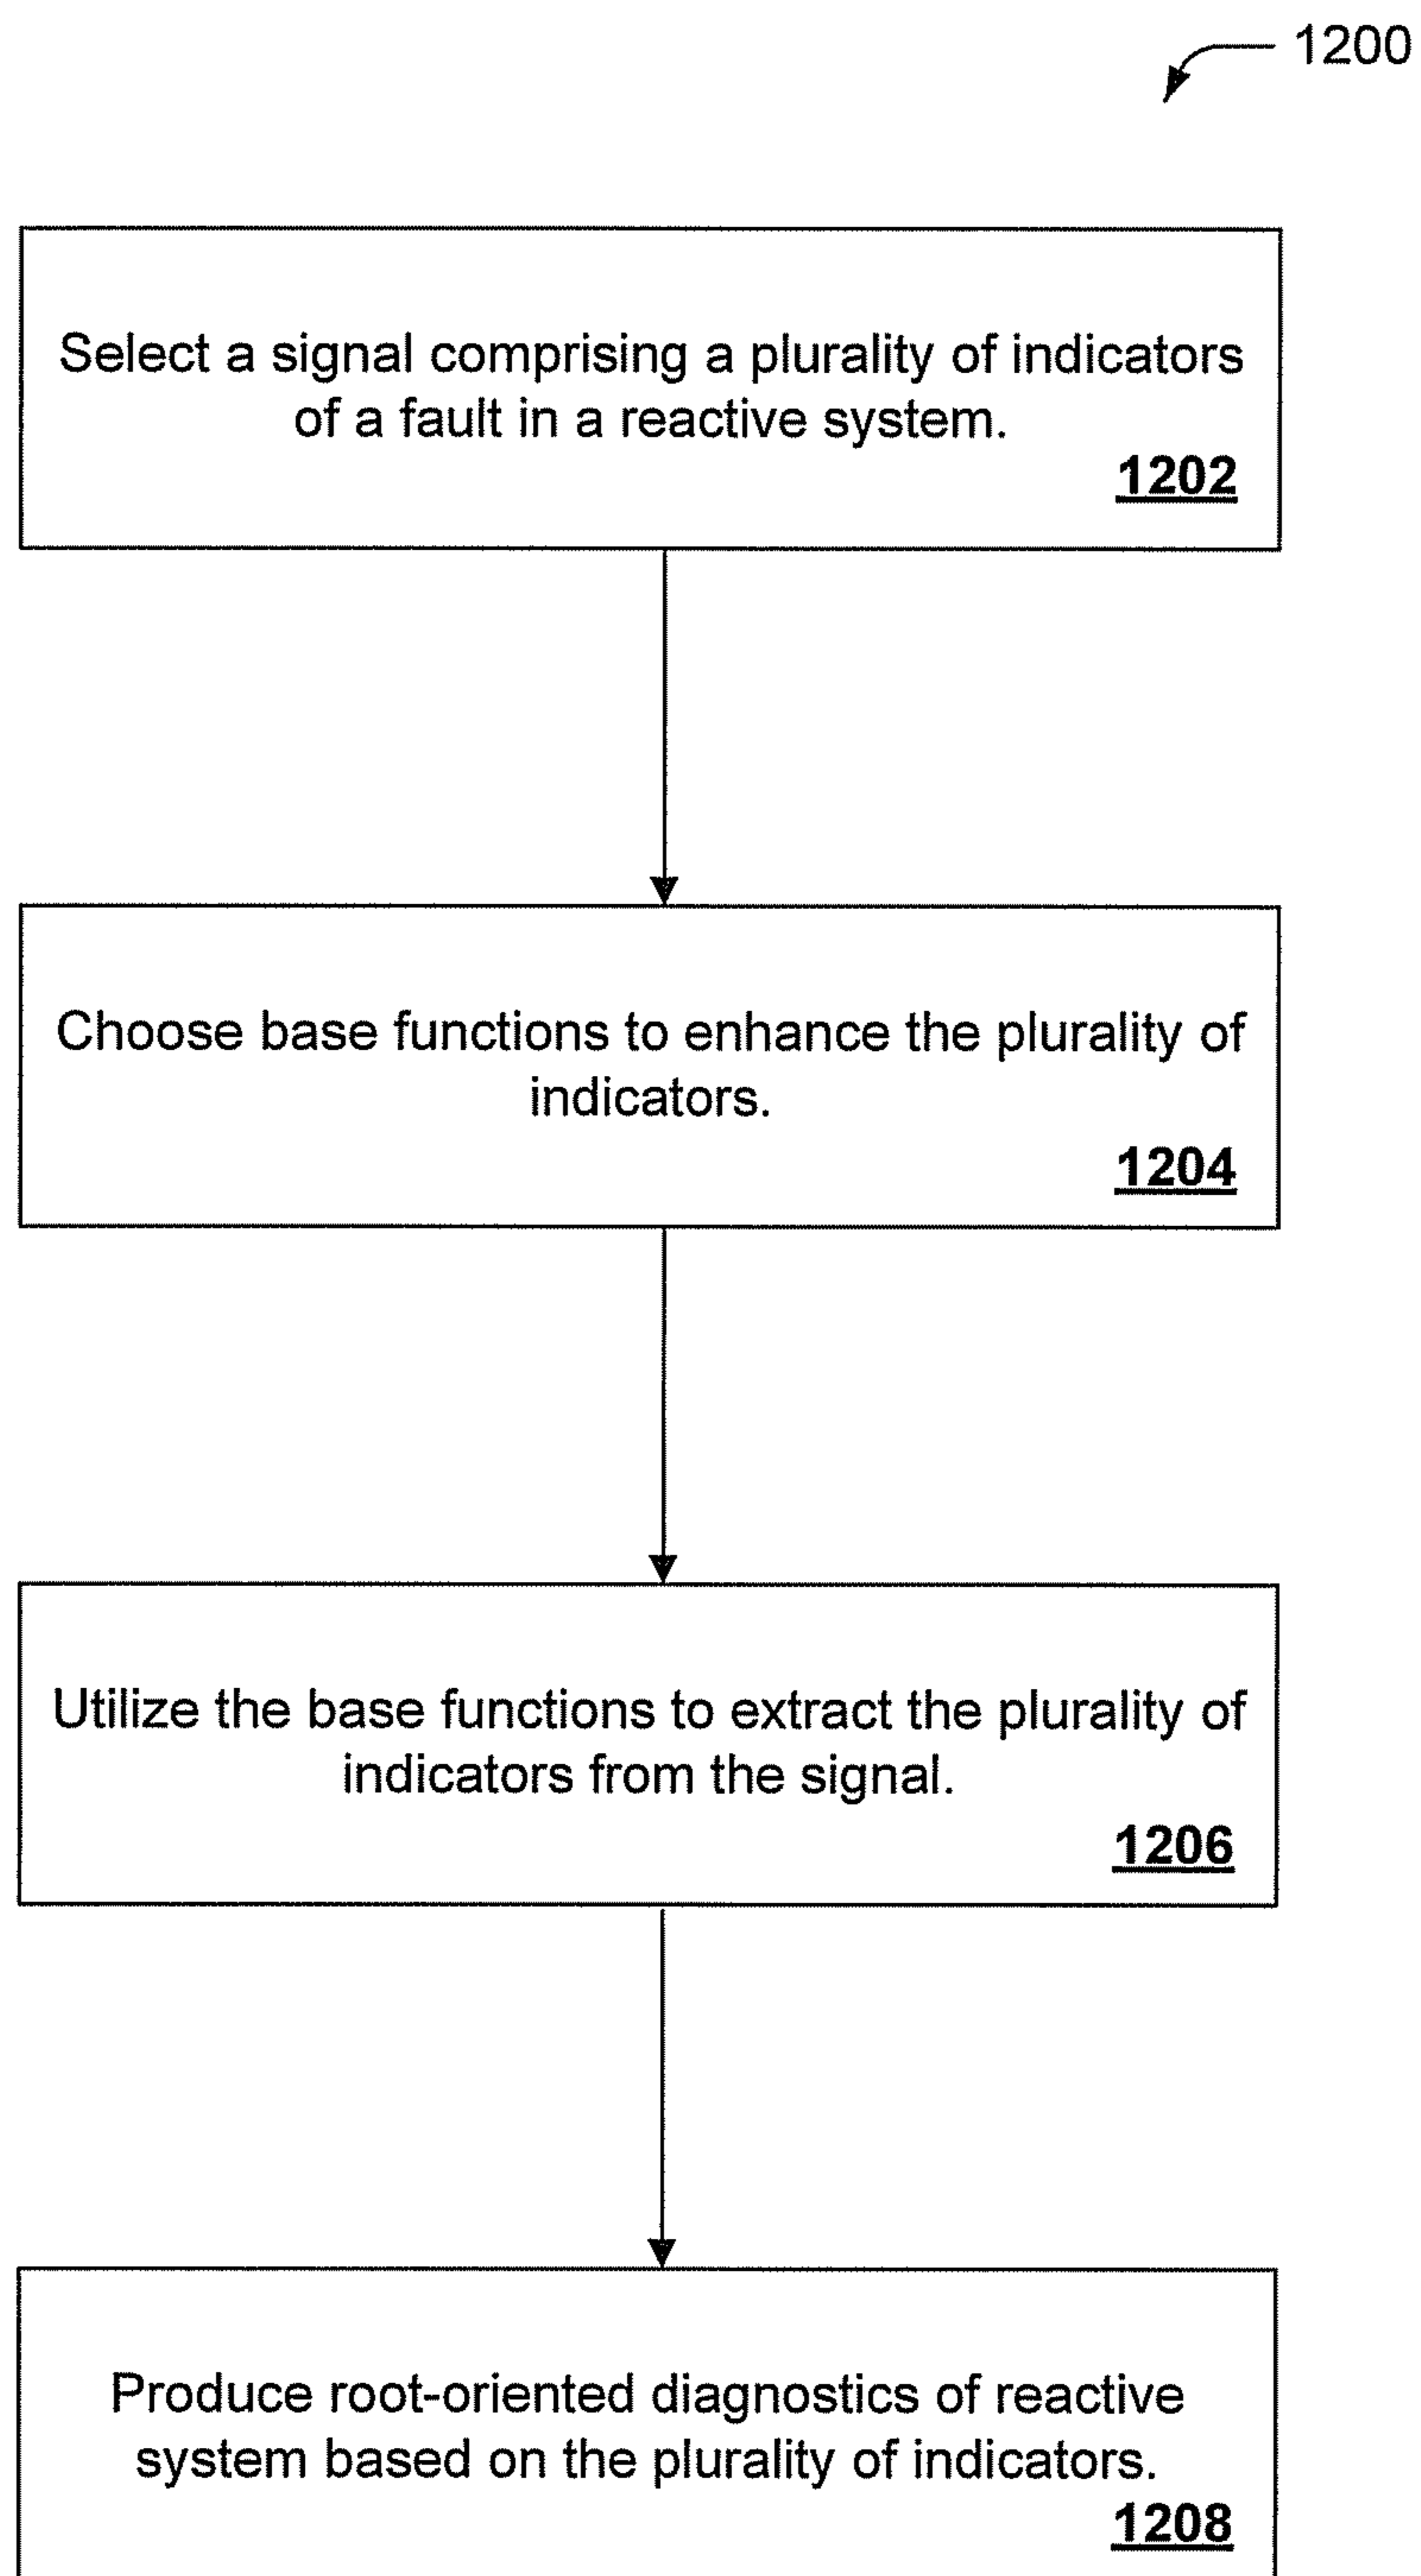 1200
Select a signal comprising a plurality of indicators
of a fault in a reactive system.
1202
Choose base functions to enhance the plurality of
indicators.
1204
Utilize the base functions to extract the plurality of
indicators from the signal.
1206
Produce root-oriented diagnostics of reactive
system based on the plurality of indicators.
1208